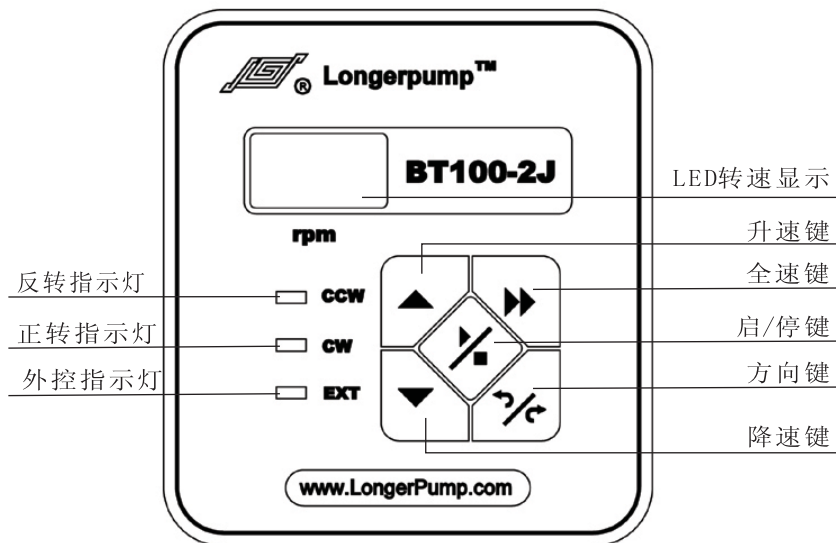 ® Longerpump™
BT100-2J
LED转速显示
rpm
升速键
反转指示灯
CCW
全速键
正转指示灯
CW
启/停键
外控指示灯
EXT
方向键
降速键
www.LongerPump.com